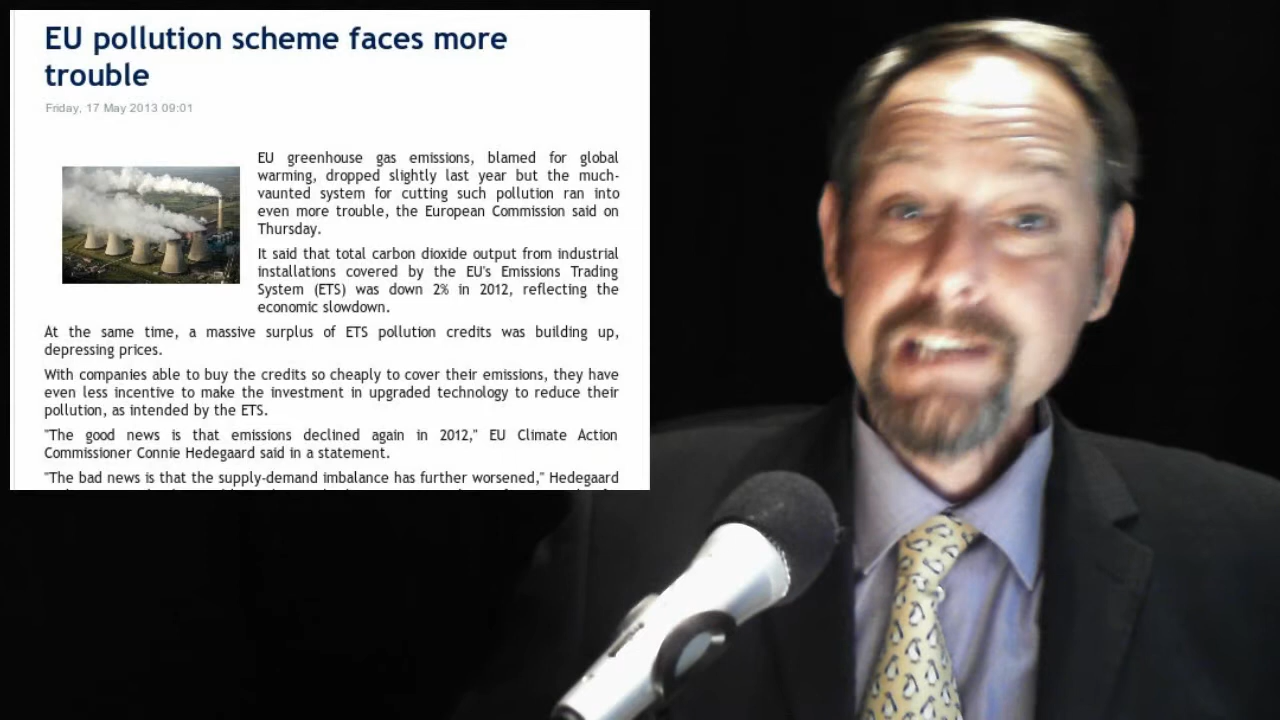 EU pollution scheme faces more
trouble
Friday, 17 May 2013 09:01
EU greenhouse gas emissions, blamed for global
warming, dropped slightly last year but the much-
vaunted system for cutting such pollution ran into
even more trouble, the European Commission said on
Thursday.
It said that total carbon dioxide output from industrial
installations covered by the EU's Emissions Trading
System (ETS) was down 2% in 2012, reflecting the
economic slowdown.
At the same time, a massive surplus of ETS pollution credits was building up,
depressing prices.
With companies able to buy the credits so cheaply to cover their emissions, they have
even less incentive to make the investment in upgraded technology to reduce their
pollution, as intended by the ETS.
"The good news is that emissions declined again in 2012," EU Climate Action
Commissioner Connie Hedegaard said in a statement.
"The bad news is that the supply-demand imbalance has further worsened," Hedegaard